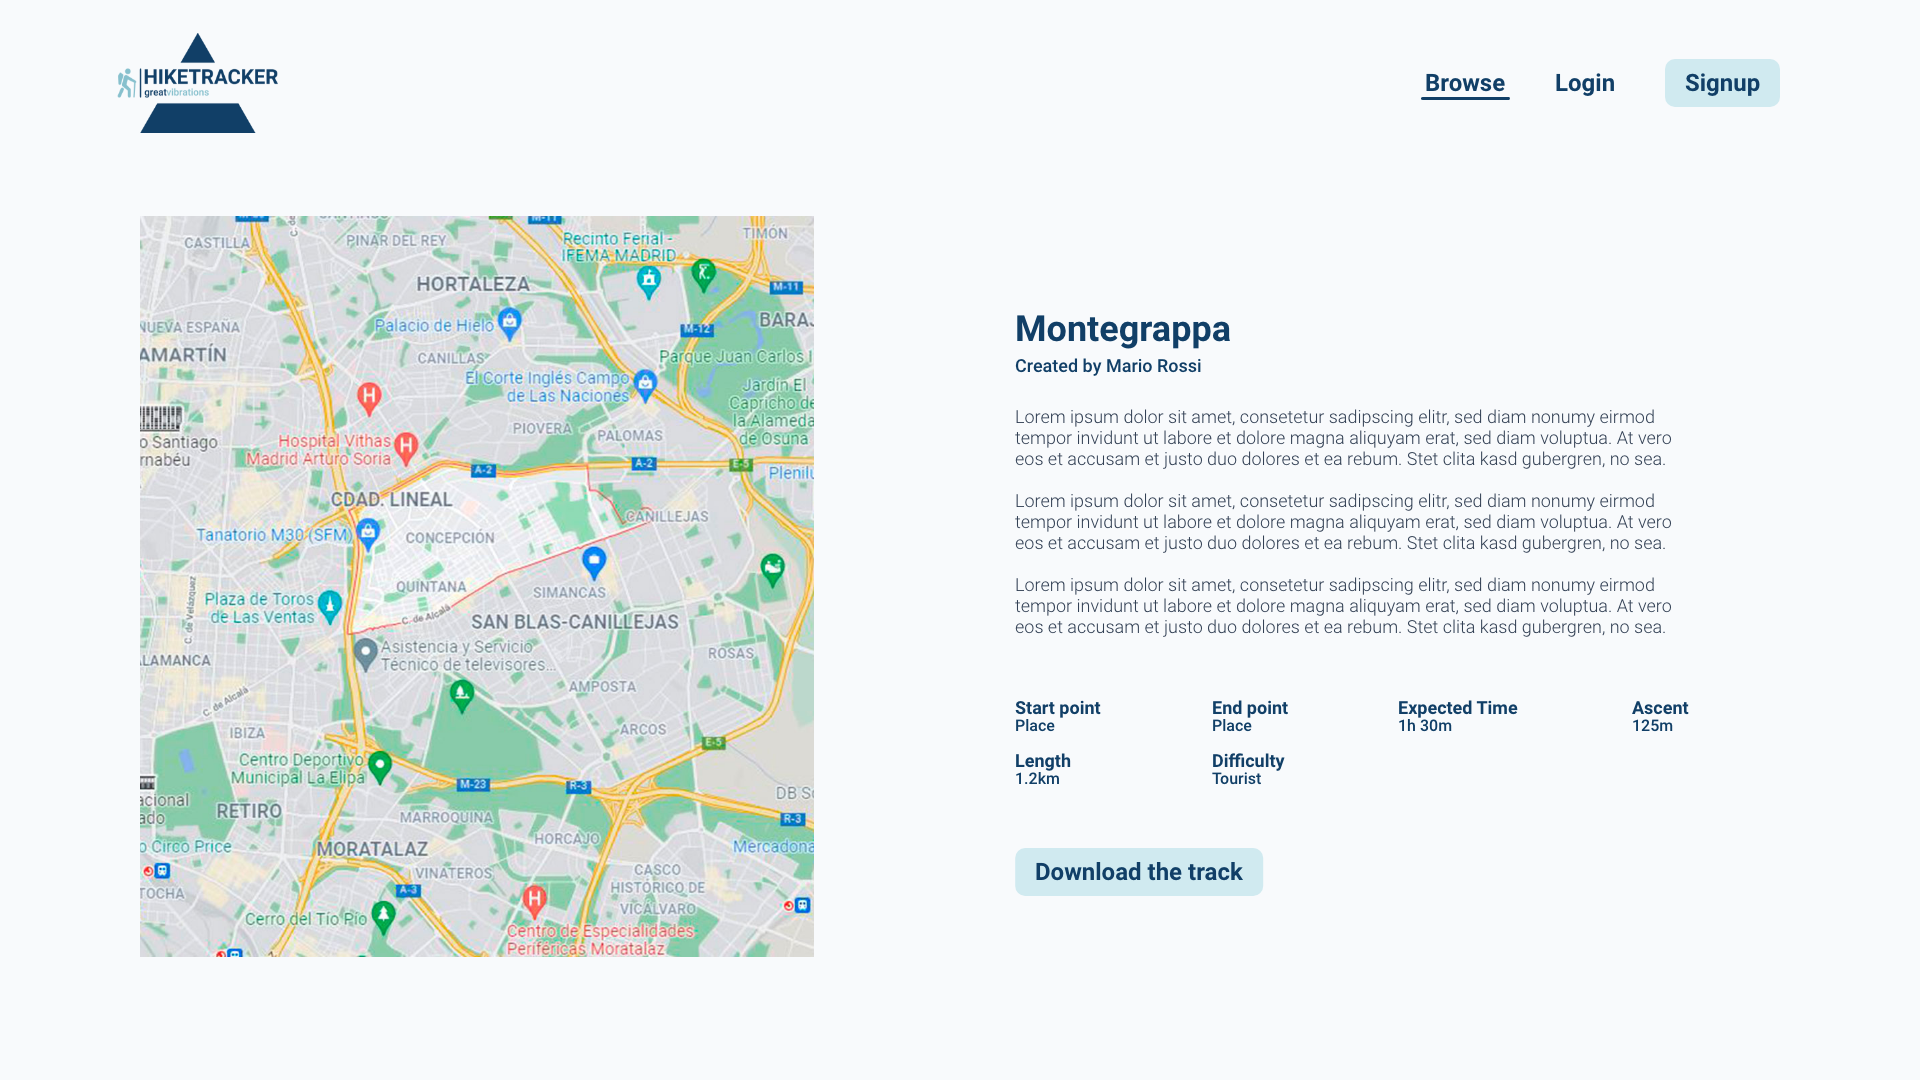 HIKETRACKER
greatvibrations
Browse
Login
Signup
M-11
CASTILLA
PINAR DEL REY
Recinto Ferial -
IFEMA MADRID
TIMÓN
HORTALEZA
M-11
NUEVA ESPAÑA
Palacio de Hielo
M-12
BARAJ
AMARTÍN
CANILLAS
Parque Juan Carlos I
El Corte Inglés Campo
de Las Naciones
Jardín El
Capricho de
la Alameda
de Osuna
PIOVERA
PALOMAS
o Santiago
rnabéu
Hospital Vithas
Madrid Arturo Soria
A-2
A-2
E-5
Plenilu
CDAD. LINEAL
CANILLEJAS
Tanatorio M30 (SFM)
CONCEPCIÓN
QUINTANA
SIMANCAS
C. de Velázquez
Plaza de Toros
de Las Ventas
C. de Alcalá
SAN BLAS-CANILLEJAS
Asistencia y Servicio
Técnico de televisores...
ALAMANCA
ROSAS
AMPOSTA
C. de Alcalá
IBIZA
ARCOS
E-5
Centro Deportivo
Municipal La Elipa
M-23
R-3
DB Sc
acional
ado
RETIRO
MARROQUINA
R-3
HORCAJO
o Circo Price
MORATALAZ
Mercadona
VINATEROS
CASCO
HISTÓRICO DE
VICÁLVARO
TOCHA
A-3
Cerro del Tío Pío
Centro de Especialidades
Periféricas Moratalaz
Montegrappa
Created by Mario Rossi
Lorem ipsum dolor sit amet, consetetur sadipscing elitr, sed diam nonumy eirmod
tempor invidunt ut labore et dolore magna aliquyam erat, sed diam voluptua. At vero
eos et accusam et justo duo dolores et ea rebum. Stet clita kasd gubergren, no sea.
Lorem ipsum dolor sit amet, consetetur sadipscing elitr, sed diam nonumy eirmod
tempor invidunt ut labore et dolore magna aliquyam erat, sed diam voluptua. At vero
eos et accusam et justo duo dolores et ea rebum. Stet clita kasd gubergren, no sea.
Lorem ipsum dolor sit amet, consetetur sadipscing elitr, sed diam nonumy eirmod
tempor invidunt ut labore et dolore magna aliquyam erat, sed diam voluptua. At vero
eos et accusam et justo duo dolores et ea rebum. Stet clita kasd gubergren, no sea.
Start point
Place
End point
Place
Expected Time
1h 30m
Ascent
125m
Length
1.2km
Difficulty
Tourist
Download the track